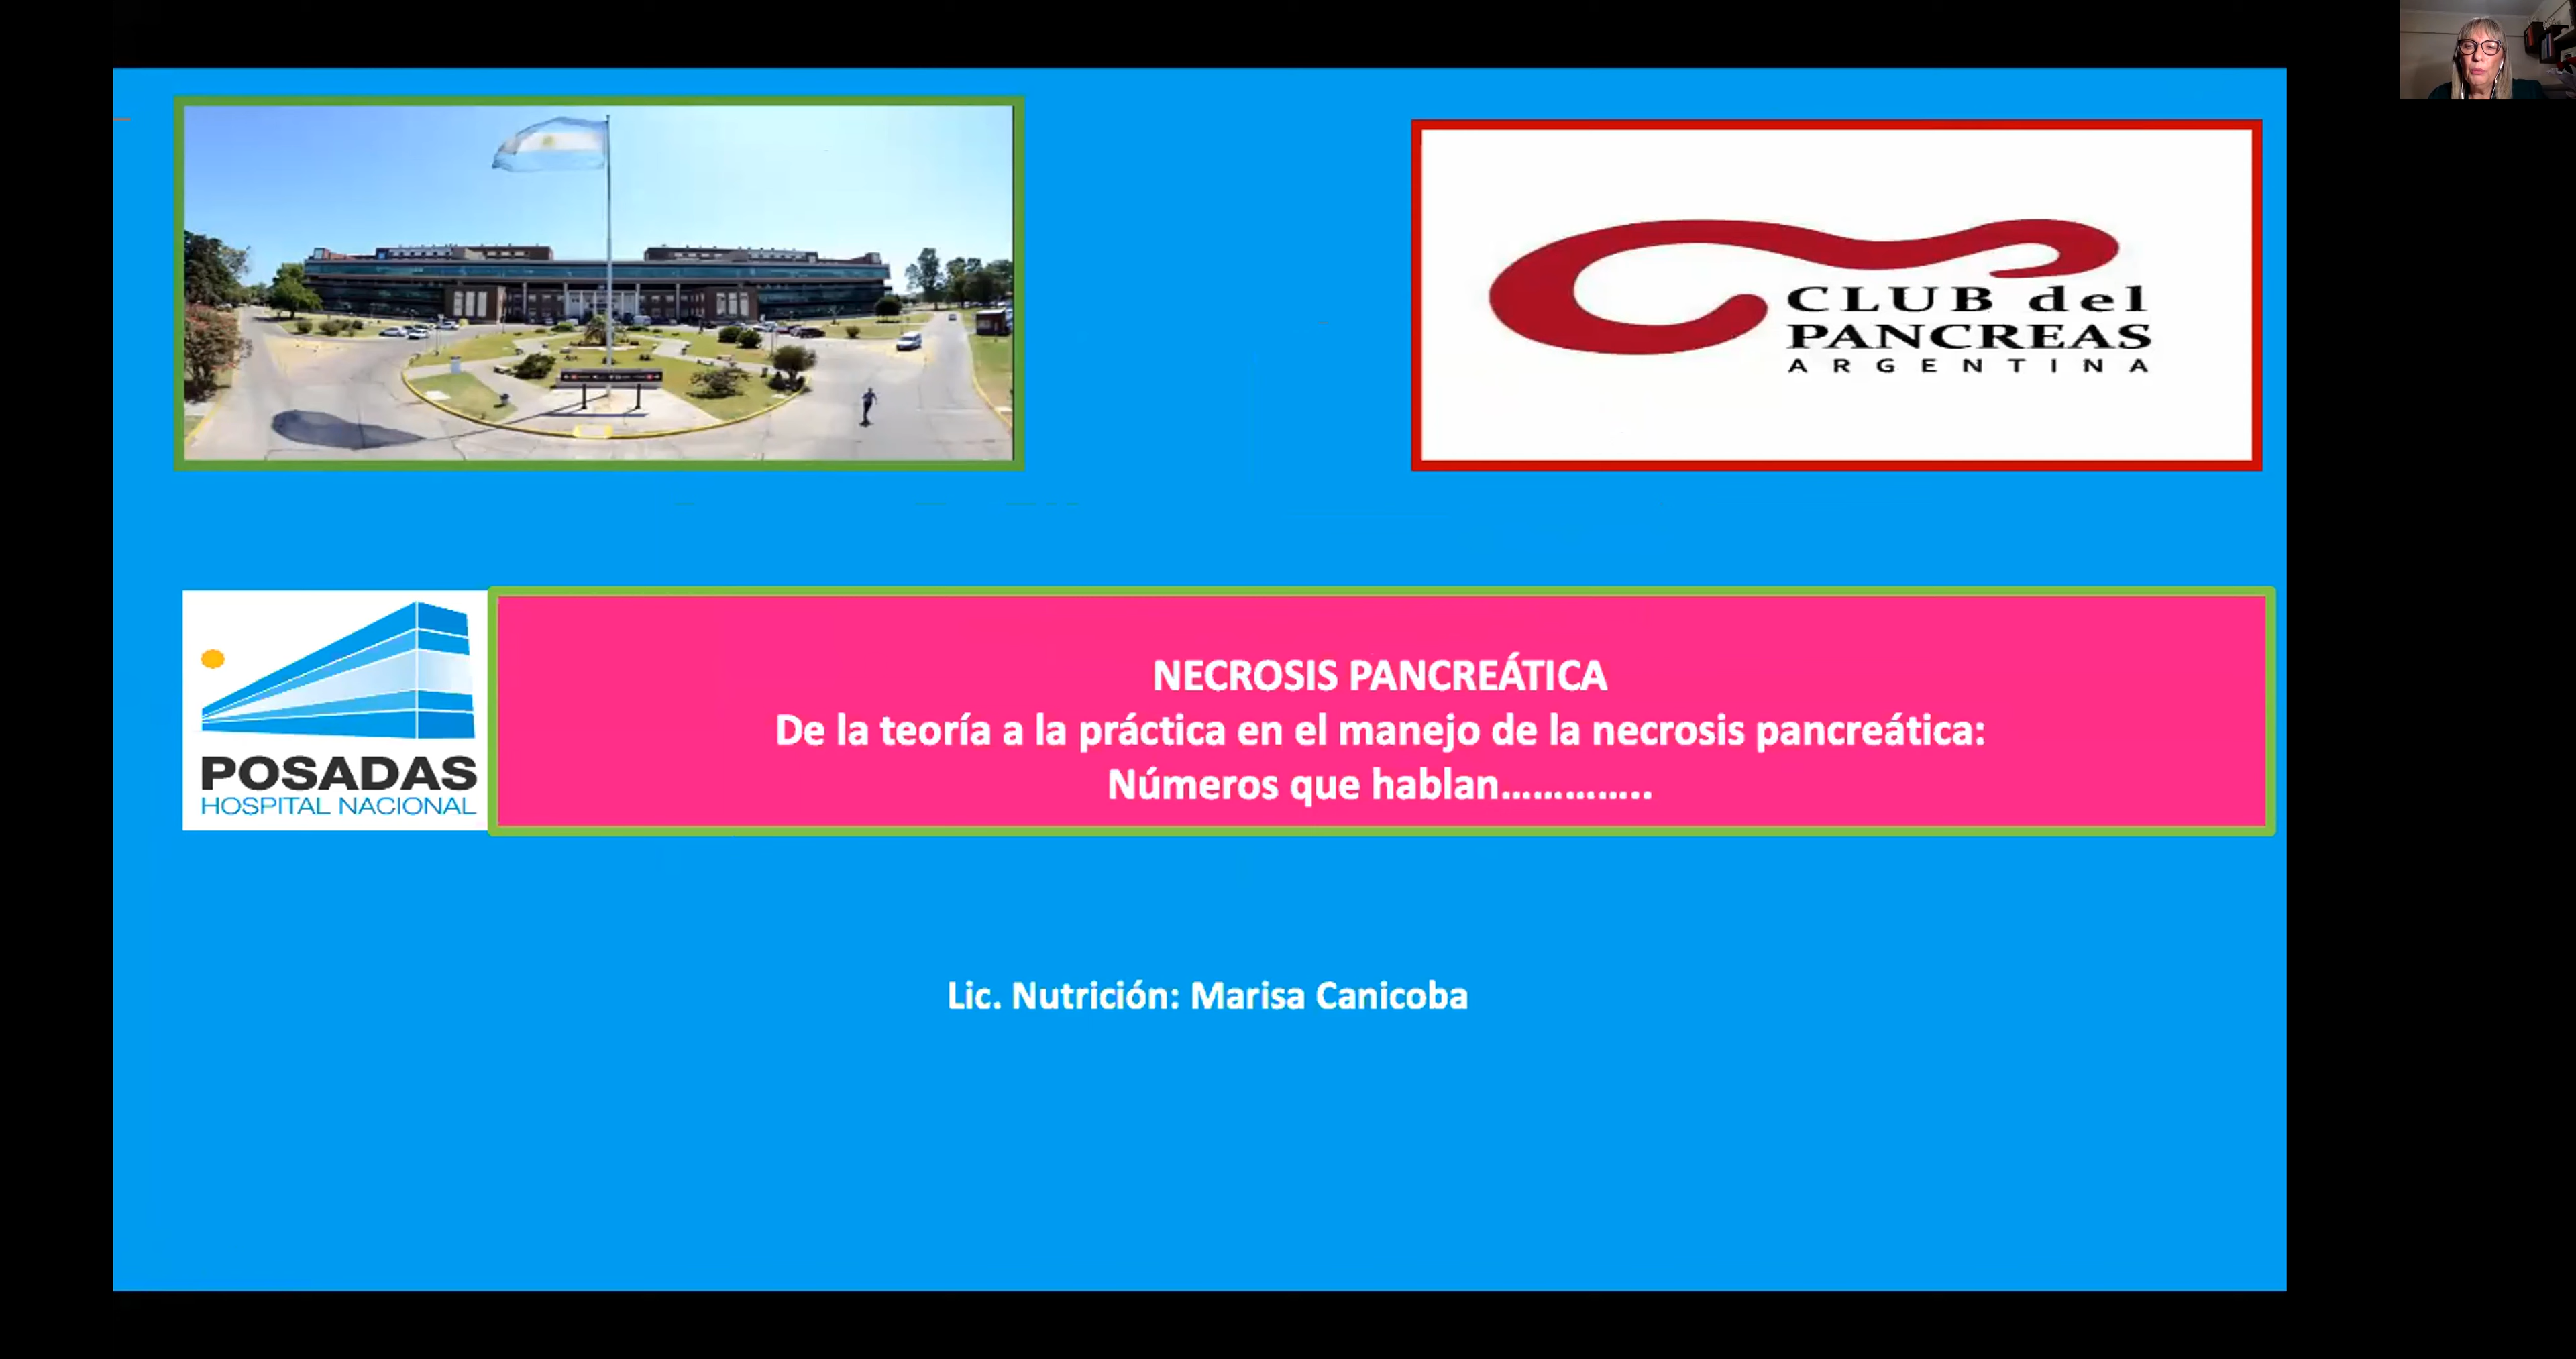 CLUB del
PANCREAS
ARGENTINA
NECROSIS PANCREÁTICA
De la teoría a la práctica en el manejo de la necrosis pancreática:
Números que hablan…………..
POSADAS
HOSPITAL NACIONAL
Lic. Nutrición: Marisa Canicoba